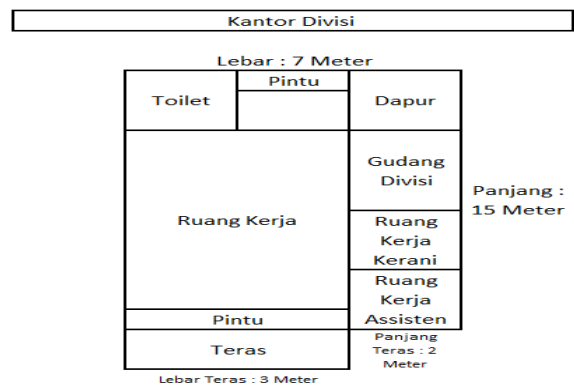 Kantor Divisi
Lebar : 7 Meter
Toilet
Pintu
Dapur
Gudang
Divisi
Panjang :
15 Meter
Ruang Kerja
Ruang
Kerja
Kerani
Ruang
Kerja
Assisten
Pintu
Teras
Panjang
Teras : 2
Meter
Lebar Teras : 3 Meter